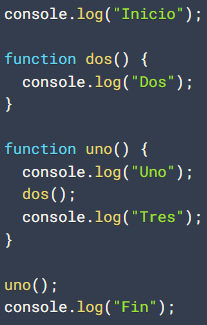 console.log("Inicio");

function dos() {
  console.log("Dos");
}

function uno() {
  console.log("Uno");
  dos();
  console.log("Tres");
}

uno();
console.log("Fin");